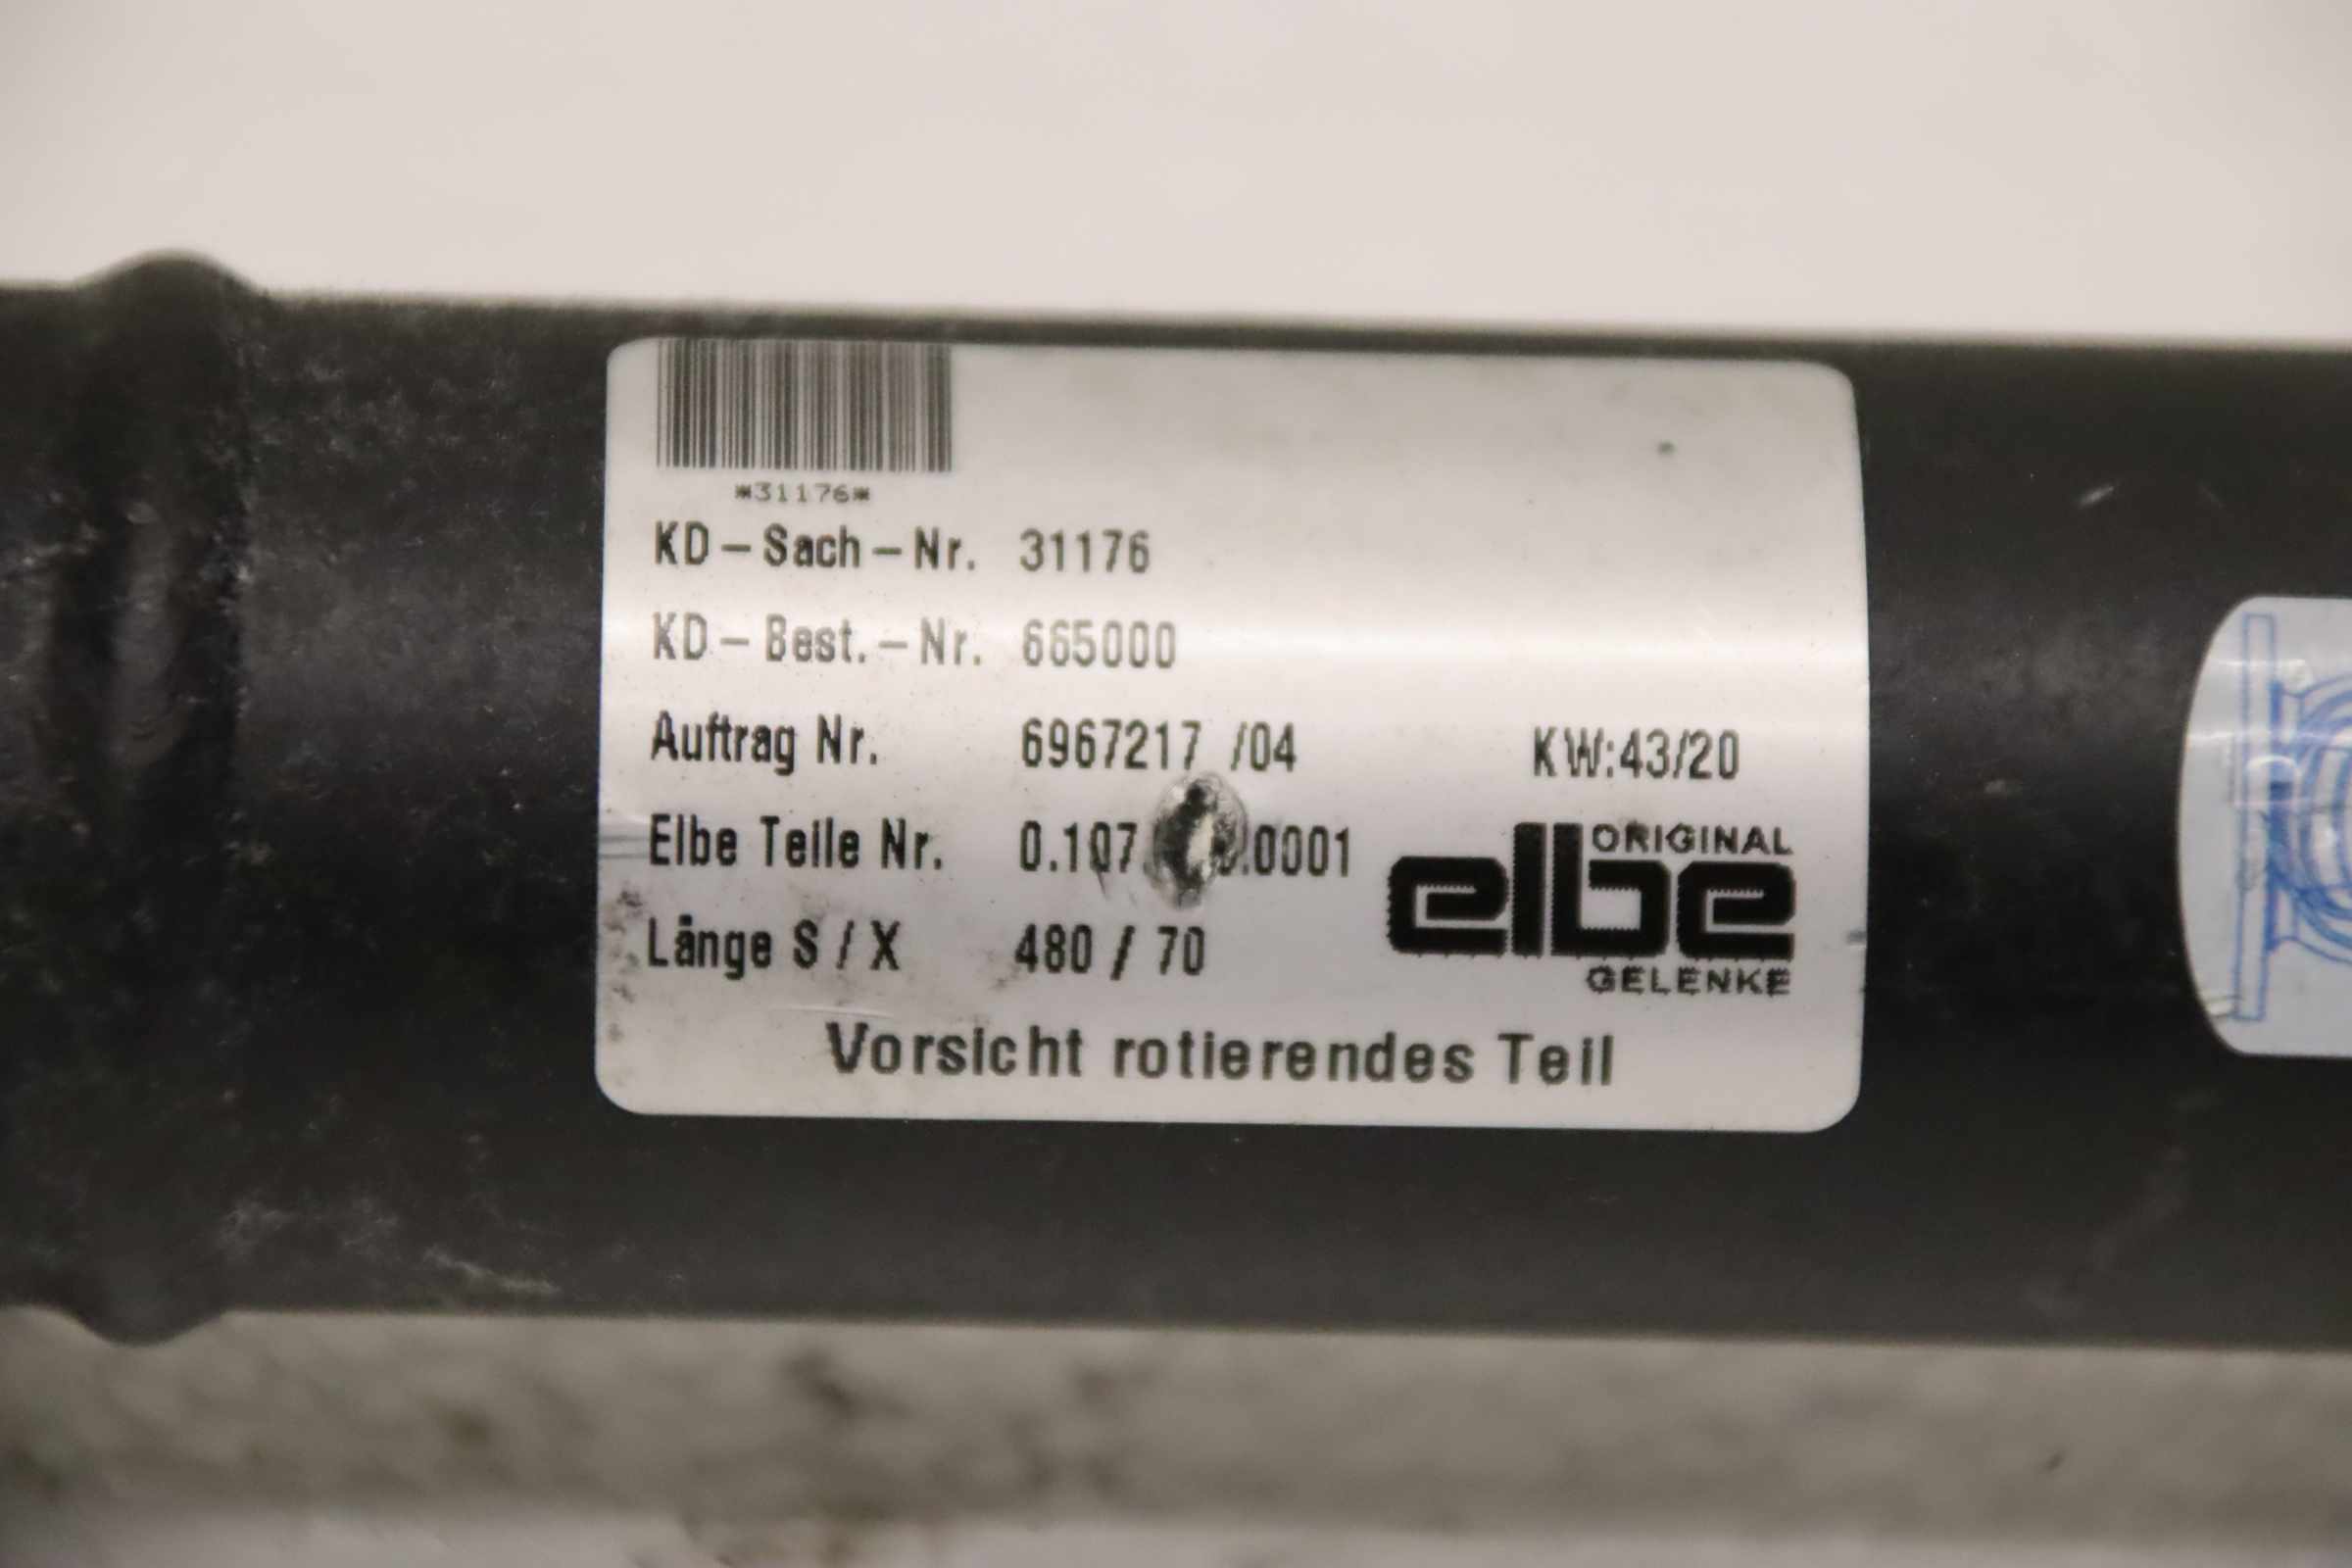 *31176*
KD-Sach-Nr. 31176
KD-Best.-Nr. 665000
Auftrag Nr. 6967217 /04 KW:43/20
Elbe Teile Nr.
Länge S / X 480 / 70
ORIGINAL
elbe
GELENKE
Vorsicht rotierendes Teil